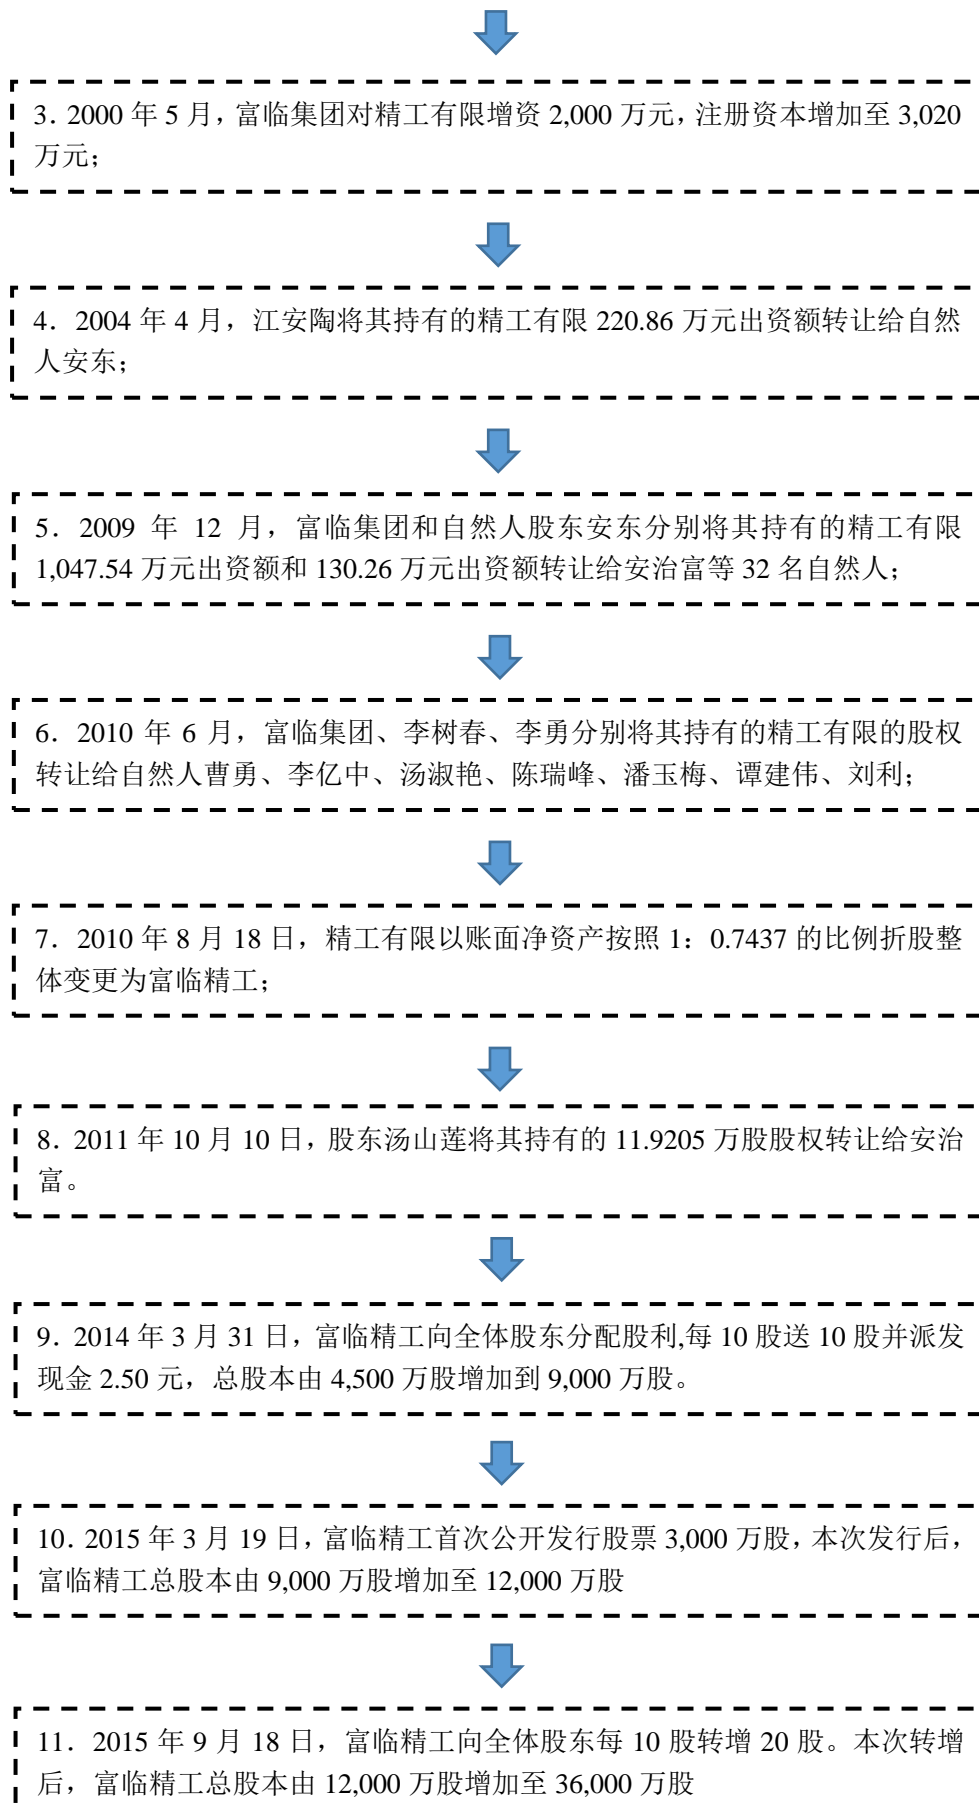 3．2000 年 5 月，富临集团对精工有限增资 2,000 万元，注册资本增加至 3,020
万元；
4．2004 年 4 月，江安陶将其持有的精工有限 220.86 万元出资额转让给自然
人安东；
5．2009 年 12 月，富临集团和自然人股东安东分别将其持有的精工有限
1,047.54 万元出资额和 130.26 万元出资额转让给安治富等 32 名自然人；
6．2010 年 6 月，富临集团、李树春、李勇分别将其持有的精工有限的股权
转让给自然人曹勇、李亿中、汤淑艳、陈瑞峰、潘玉梅、谭建伟、刘利；
7．2010 年 8 月 18 日，精工有限以账面净资产按照 1：0.7437 的比例折股整
体变更为富临精工；
8．2011 年 10 月 10 日，股东汤山莲将其持有的 11.9205 万股股权转让给安治
富。
9．2014 年 3 月 31 日，富临精工向全体股东分配股利,每 10 股送 10 股并派发
现金 2.50 元，总股本由 4,500 万股增加到 9,000 万股。
10．2015 年 3 月 19 日，富临精工首次公开发行股票 3,000 万股，本次发行后，
富临精工总股本由 9,000 万股增加至 12,000 万股
11．2015 年 9 月 18 日，富临精工向全体股东每 10 股转增 20 股。本次转增
后，富临精工总股本由 12,000 万股增加至 36,000 万股